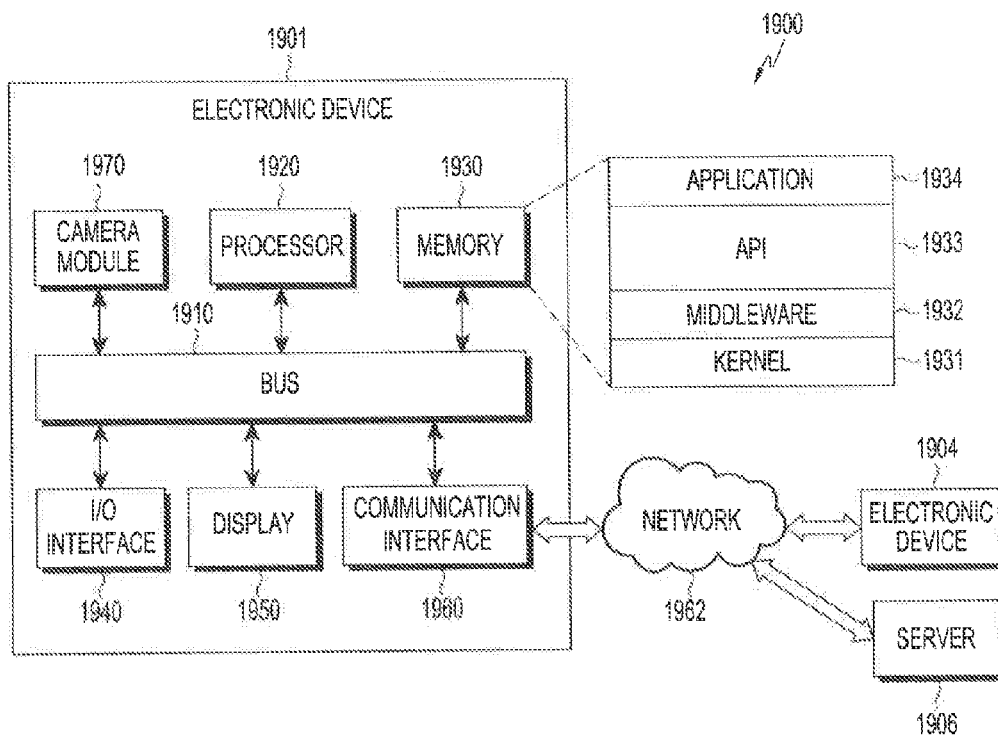 1900
1901
ELECTRONIC DEVICE
1970
1920
1930
CAMERA
MODULE
PROCESSOR
MEMORY
APPLICATION
1934
API
1933
MIDDLEWARE
1932
KERNEL
1931
1910
BUS
I/O
INTERFACE
DISPLAY
COMMUNICATION
INTERFACE
1940
1950
1960
NETWORK
1962
1904
ELECTRONIC
DEVICE
SERVER
1906